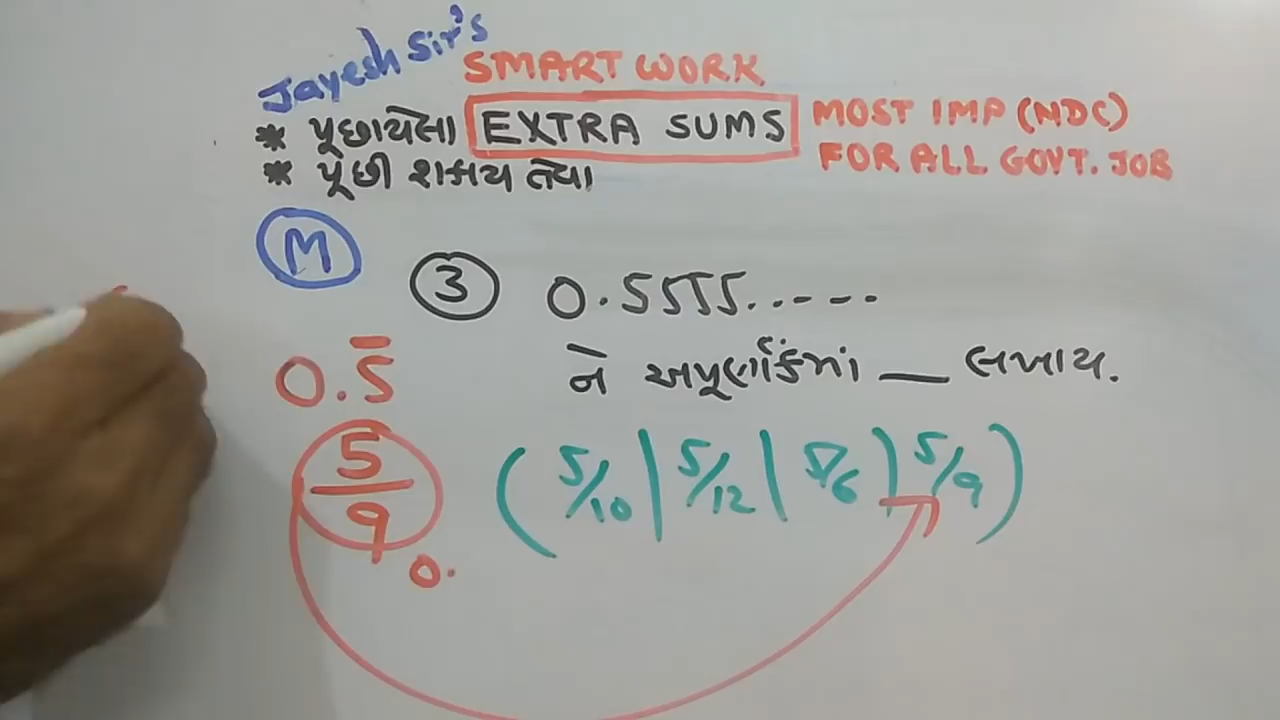 Jayesh Sir's
SMART WORK
* પૂછાયેલા EXTRA SUMS MOST IMP (NDC)
* પૂછી શકાય તેવા FOR ALL GOVT. JOB
M
3 0.5555.....
0.5̅ ને અપૂર્ણાંકમાં __ લખાય.
5/9 (5/10 | 5/12 | 5/6 | 5/9)
0.